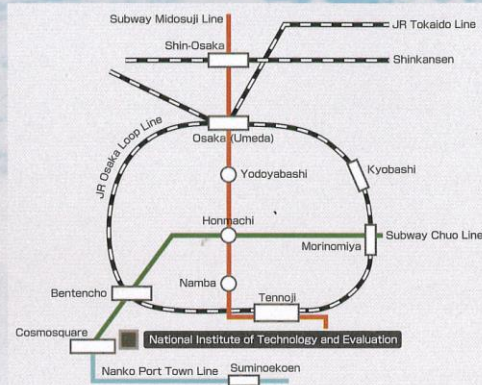 Subway Midosuji Line
JR Tokaido Line
Shin-Osaka
Shinkansen
JR Osaka Loop Line
Osaka (Umeda)
Kyobashi
Yodoyabashi
Honmachi
Subway Chuo Line
Morinomiya
Namba
Bentencho
Tennoji
Cosmosquare
National Institute of Technology and Evaluation
Nanko Port Town Line
Suminoekoen